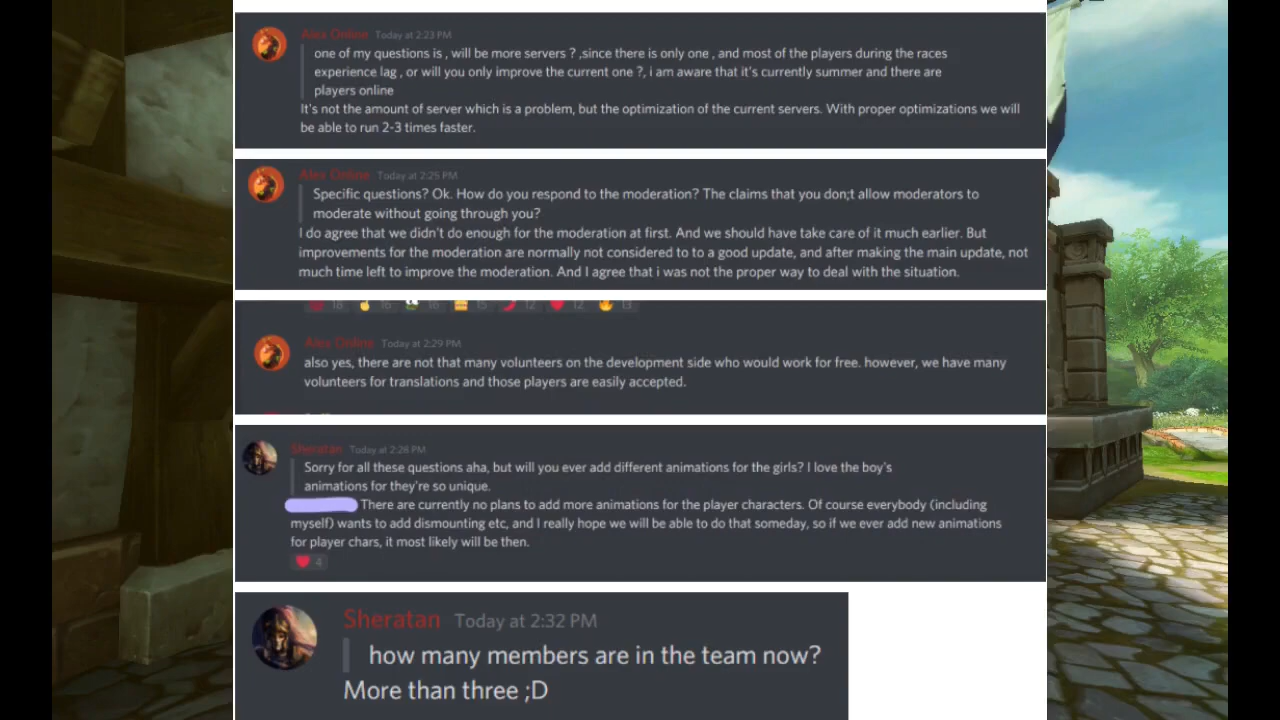 Alex Online Today at 2:23 PM
one of my questions is , will be more servers ? ,since there is only one , and most of the players during the races
experience lag , or will you only improve the current one ?, i am aware that it's currently summer and there are
players online
It's not the amount of server which is a problem, but the optimization of the current servers. With proper optimizations we will
be able to run 2-3 times faster.
Alex Online Today at 2:25 PM
Specific questions? Ok. How do you respond to the moderation? The claims that you don;t allow moderators to
moderate without going through you?
I do agree that we didn't do enough for the moderation at first. And we should have take care of it much earlier. But
improvements for the moderation are normally not considered to to a good update, and after making the main update, not
much time left to improve the moderation. And I agree that i was not the proper way to deal with the situation.
18 16 16 15 12 12 13
Alex Online Today at 2:29 PM
also yes, there are not that many volunteers on the development side who would work for free. however, we have many
volunteers for translations and those players are easily accepted.
Sheratan Today at 2:28 PM
Sorry for all these questions aha, but will you ever add different animations for the girls? I love the boy's
animations for they're so unique.
There are currently no plans to add more animations for the player characters. Of course everybody (including
myself) wants to add dismounting etc, and I really hope we will be able to do that someday, so if we ever add new animations
for player chars, it most likely will be then.
4
Sheratan Today at 2:32 PM
how many members are in the team now?
More than three ;D